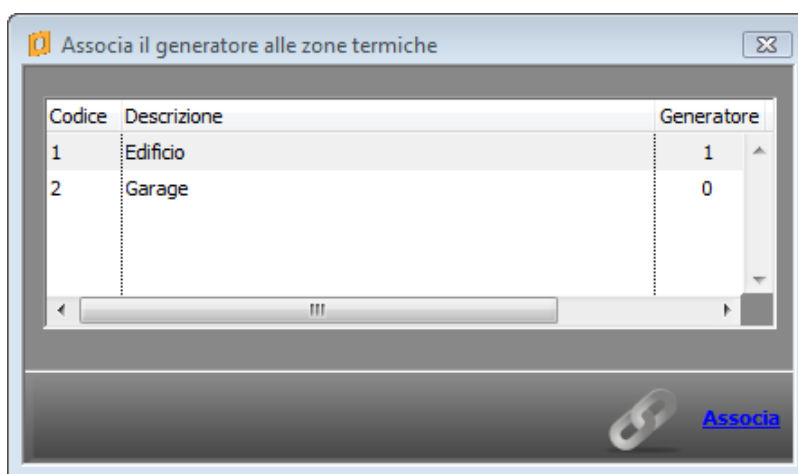 Associa il generatore alle zone termiche
Codice Descrizione Generatore
1 Edificio 1
2 Garage 0
Associa